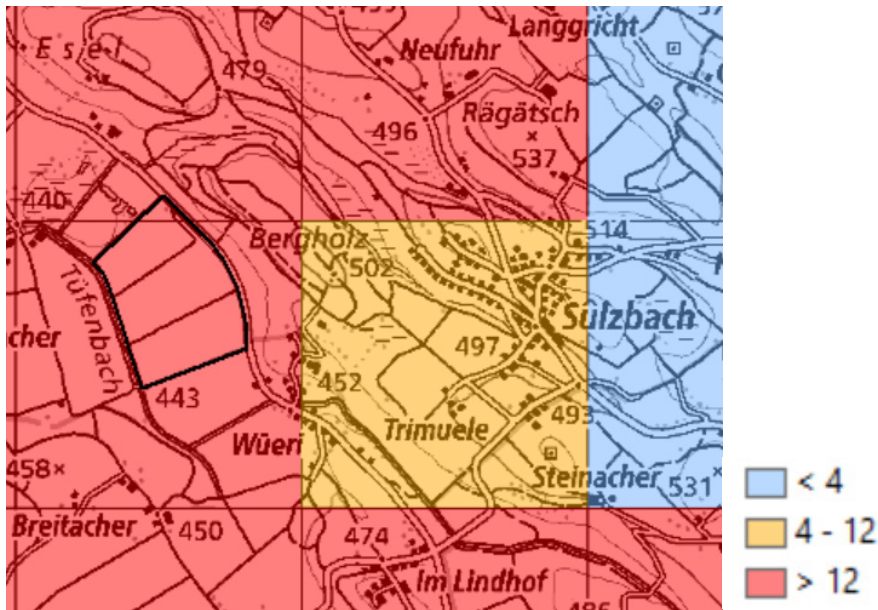 Langgricht
Esel
Neufuhr
479
Rägätsch
496
537
440
514
Bergholz
502
Tüfenbach
Sulzbach
cher
497
452
443
493
Trimuele
Wüeri
458
Steinacher
531
< 4
Breitacher
450
4 - 12
474
Im Lindhof
> 12